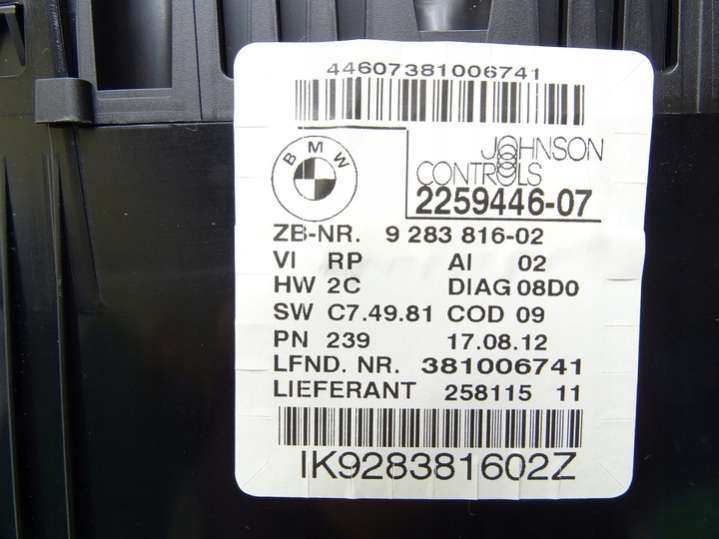 44607381006741
BMW
JOHNSON
CONTROLS
2259446-07
ZB-NR. 9 283 816-02
VI RP AI 02
HW 2C DIAG 08D0
SW C7.49.81 COD 09
PN 239 17.08.12
LFND. NR. 381006741
LIEFERANT 258115 11
IK928381602Z